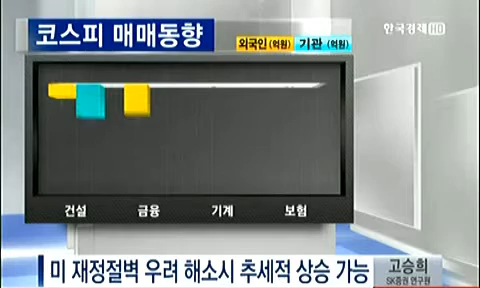 코스피 매매동향
외국인(억원) 기관(억원)
한국경제HD
건설 금융 기계 보험
미 재정절벽 우려 해소시 추세적 상승 가능
고승희
SK증권 연구원